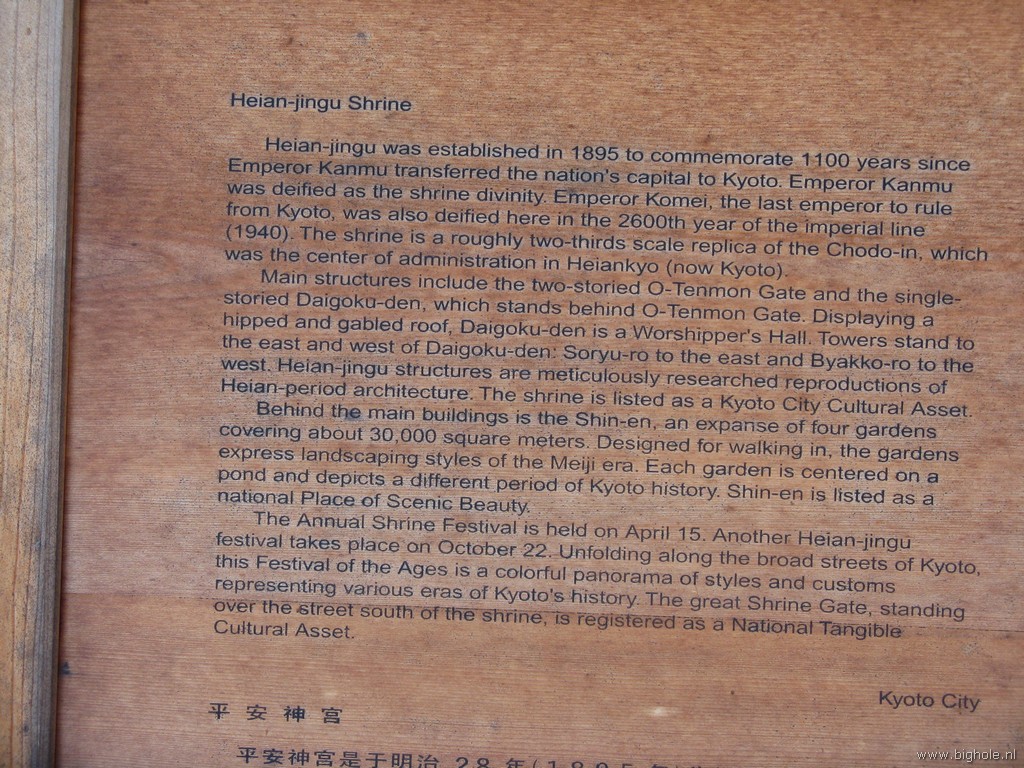 Heian-jingu Shrine
Heian-jingu was established in 1895 to commemorate 1100 years since
Emperor Kanmu transferred the nation's capital to Kyoto. Emperor Kanmu
was deified as the shrine divinity. Emperor Komei, the last emperor to rule
from Kyoto, was also deified here in the 2600th year of the imperial line
(1940). The shrine is a roughly two-thirds scale replica of the Chodo-in, which
was the center of administration in Heiankyo (now Kyoto).
Main structures include the two-storied O-Tenmon Gate and the single-
storied Daigoku-den, which stands behind O-Tenmon Gate. Displaying a
hipped and gabled roof, Daigoku-den is a Worshipper's Hall. Towers stand to
the east and west of Daigoku-den: Soryu-ro to the east and Byakko-ro to the
west. Heian-jingu structures are meticulously researched reproductions of
Heian-period architecture. The shrine is listed as a Kyoto City Cultural Asset.
Behind the main buildings is the Shin-en, an expanse of four gardens
covering about 30,000 square meters. Designed for walking in, the gardens
express landscaping styles of the Meiji era. Each garden is centered on a
pond and depicts a different period of Kyoto history. Shin-en is listed as a
national Place of Scenic Beauty.
The Annual Shrine Festival is held on April 15. Another Heian-jingu
festival takes place on October 22. Unfolding along the broad streets of Kyoto,
this Festival of the Ages is a colorful panorama of styles and customs
representing various eras of Kyoto's history. The great Shrine Gate, standing
over the street south of the shrine, is registered as a National Tangible
Cultural Asset.
Kyoto City
平安神宮
平安神宮是于明治28年(1895年
www.bighole.nl